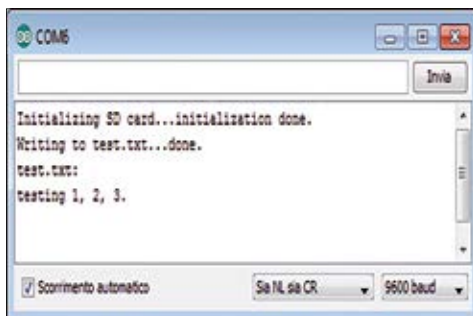 COM6
Invia
Initializing SD card...initialization done.
Writing to test.txt...done.
test.txt:
testing 1, 2, 3.
Scorrimento automatico
Sia NL sia CR
9600 baud